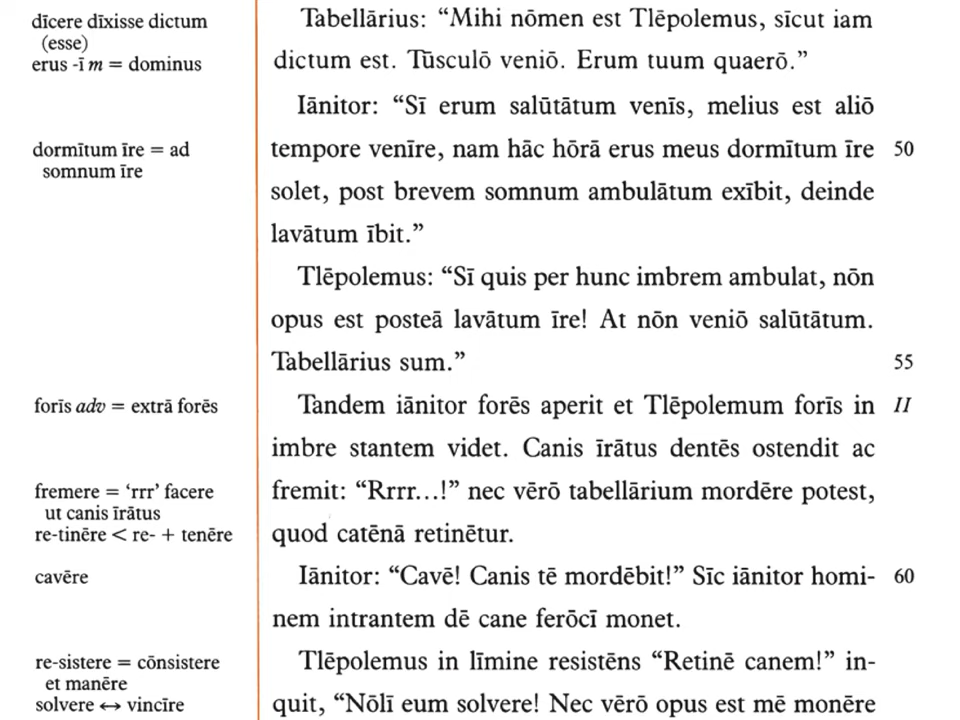 dīcere dīxisse dictum
(esse)
erus -ī m = dominus
dormītum īre = ad
somnum īre
forīs adv = extrā forēs
fremere = ‘rrr’ facere
ut canis īrātus
re-tinēre < re- + tenēre
cavēre
re-sistere = cōnsistere
et manēre
solvere ↔ vincīre
Tabellārius: “Mihi nōmen est Tlēpolemus, sīcut iam
dictum est. Tūsculō veniō. Erum tuum quaerō.”
Iānitor: “Sī erum salūtātum venīs, melius est aliō
tempore venīre, nam hāc hōrā erus meus dormītum īre 50
solet, post brevem somnum ambulātum exībit, deinde
lavātum ībit.”
Tlēpolemus: “Sī quis per hunc imbrem ambulat, nōn
opus est posteā lavātum īre! At nōn veniō salūtātum.
Tabellārius sum.” 55
Tandem iānitor forēs aperit et Tlēpolemum forīs in II
imbre stantem videt. Canis īrātus dentēs ostendit ac
fremit: “Rrrr...!” nec vērō tabellārium mordēre potest,
quod catēnā retinētur.
Iānitor: “Cavē! Canis tē mordēbit!” Sīc iānitor homi- 60
nem intrantem dē cane ferōcī monet.
Tlēpolemus in līmine resistēns “Retinē canem!” in-
quit, “Nōlī eum solvere! Nec vērō opus est mē monēre